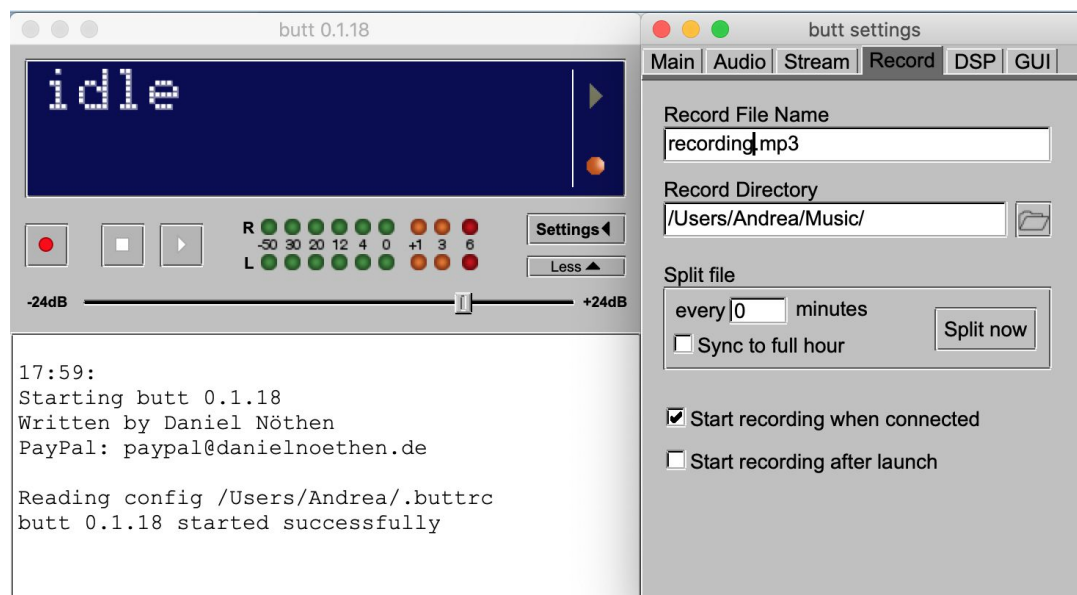 butt 0.1.18
idle
R
-50 30 20 12 4 0 +1 3 6
L
Settings
Less
-24dB
+24dB
17:59:
Starting butt 0.1.18
Written by Daniel Nöthen
PayPal: paypal@danielnoethen.de
Reading config /Users/Andrea/.buttrc
butt 0.1.18 started successfully
butt settings
Main Audio Stream Record DSP GUI
Record File Name
recording.mp3
Record Directory
/Users/Andrea/Music/
Split file
every 0 minutes
Sync to full hour
Split now
Start recording when connected
Start recording after launch